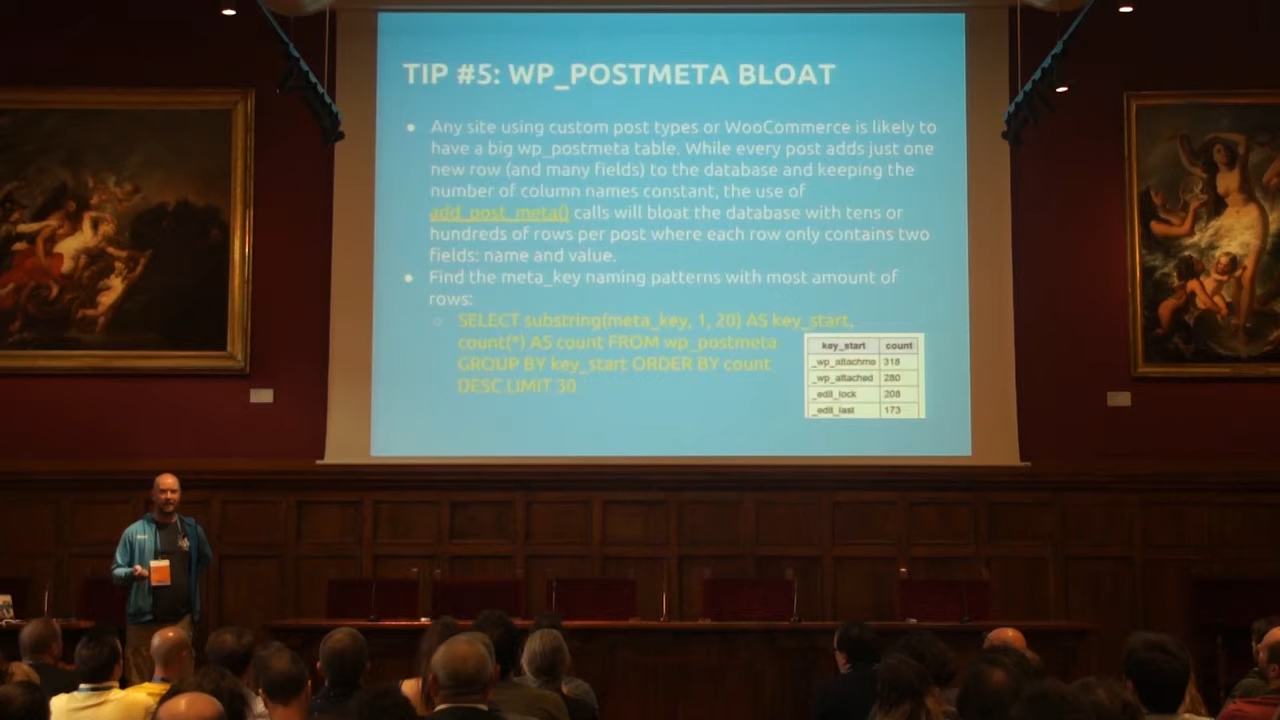 TIP #5: WP_POSTMETA BLOAT
• Any site using custom post types or WooCommerce is likely to
have a big wp_postmeta table. While every post adds just one
new row (and many fields) to the database and keeping the
number of column names constant, the use of
add_post_meta() calls will bloat the database with tens or
hundreds of rows per post where each row only contains two
fields: name and value.
• Find the meta_key naming patterns with most amount of
rows:
○ SELECT substring(meta_key, 1, 20) AS key_start,
count(*) AS count FROM wp_postmeta
GROUP BY key_start ORDER BY count
DESC LIMIT 30
key_start count
_wp_attachme 318
_wp_attached 280
_edit_lock 208
_edit_last 173